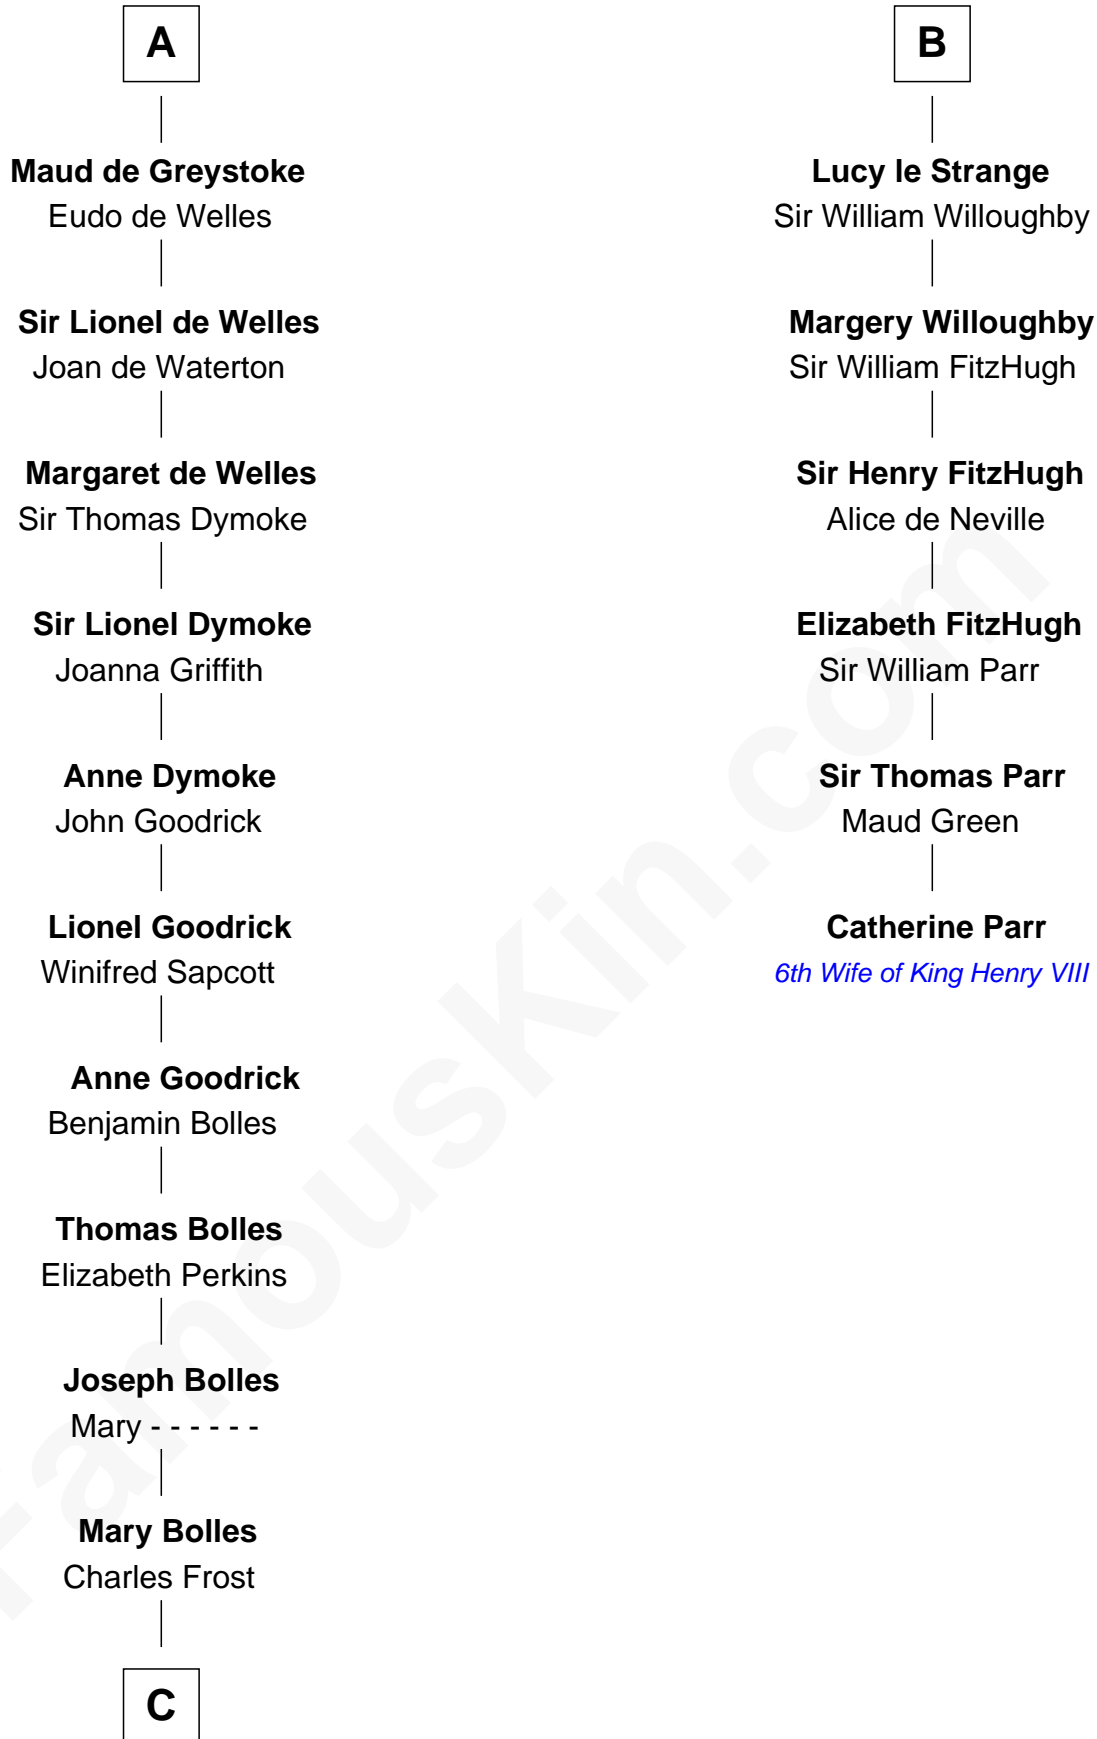 A
Maud de Greystoke
Eudo de Welles
Sir Lionel de Welles
Joan de Waterton
Margaret de Welles
Sir Thomas Dymoke
Sir Lionel Dymoke
Joanna Griffith
Anne Dymoke
John Goodrick
Lionel Goodrick
Winifred Sapcott
Anne Goodrick
Benjamin Bolles
Thomas Bolles
Elizabeth Perkins
Joseph Bolles
Mary - - - - - -
Mary Bolles
Charles Frost
C
B
Lucy le Strange
Sir William Willoughby
Margery Willoughby
Sir William FitzHugh
Sir Henry FitzHugh
Alice de Neville
Elizabeth FitzHugh
Sir William Parr
Sir Thomas Parr
Maud Green
Catherine Parr
6th Wife of King Henry VIII
FamousKin.com